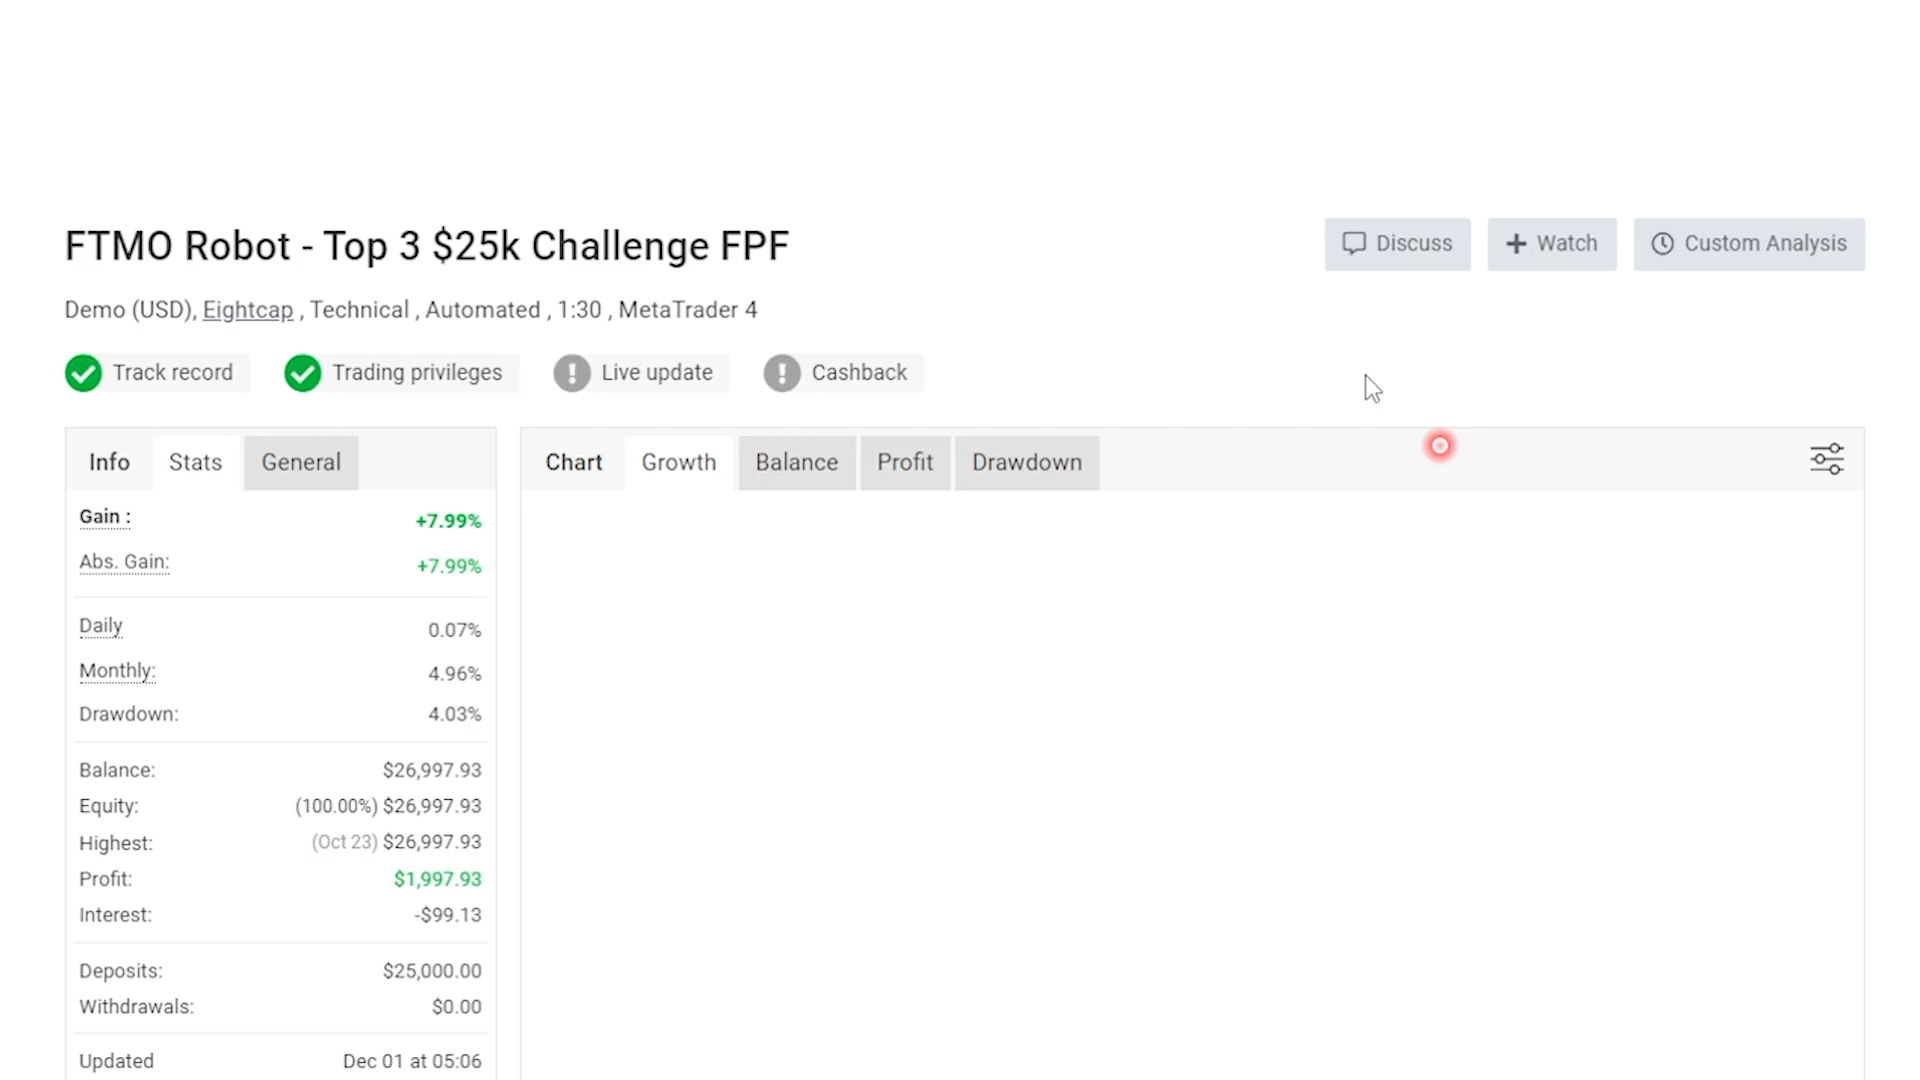 FTMO Robot - Top 3 $25k Challenge FPF
Discuss
Watch
Custom Analysis
Demo (USD), Eightcap , Technical , Automated , 1:30 , MetaTrader 4
Track record
Trading privileges
Live update
Cashback
Info Stats General
Chart Growth Balance Profit Drawdown
Gain : +7.99%
Abs. Gain: +7.99%
Daily 0.07%
Monthly: 4.96%
Drawdown: 4.03%
Balance: $26,997.93
Equity: (100.00%) $26,997.93
Highest: (Oct 23) $26,997.93
Profit: $1,997.93
Interest: -$99.13
Deposits: $25,000.00
Withdrawals: $0.00
Updated Dec 01 at 05:06